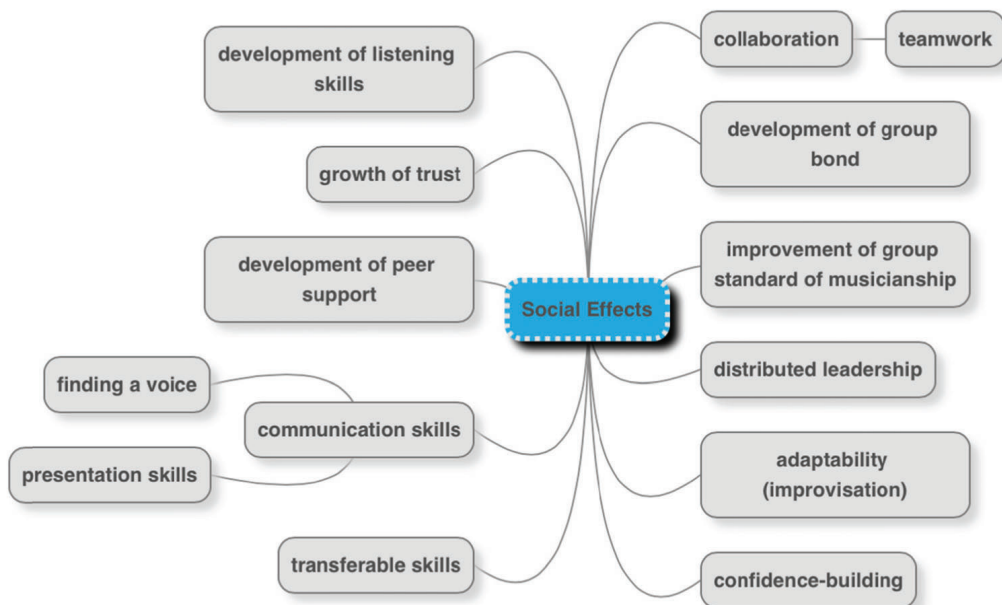 development of listening
skills
growth of trust
development of peer
support
finding a voice
communication skills
presentation skills
transferable skills
Social Effects
collaboration
teamwork
development of group
bond
improvement of group
standard of musicianship
distributed leadership
adaptability
(improvisation)
confidence-building